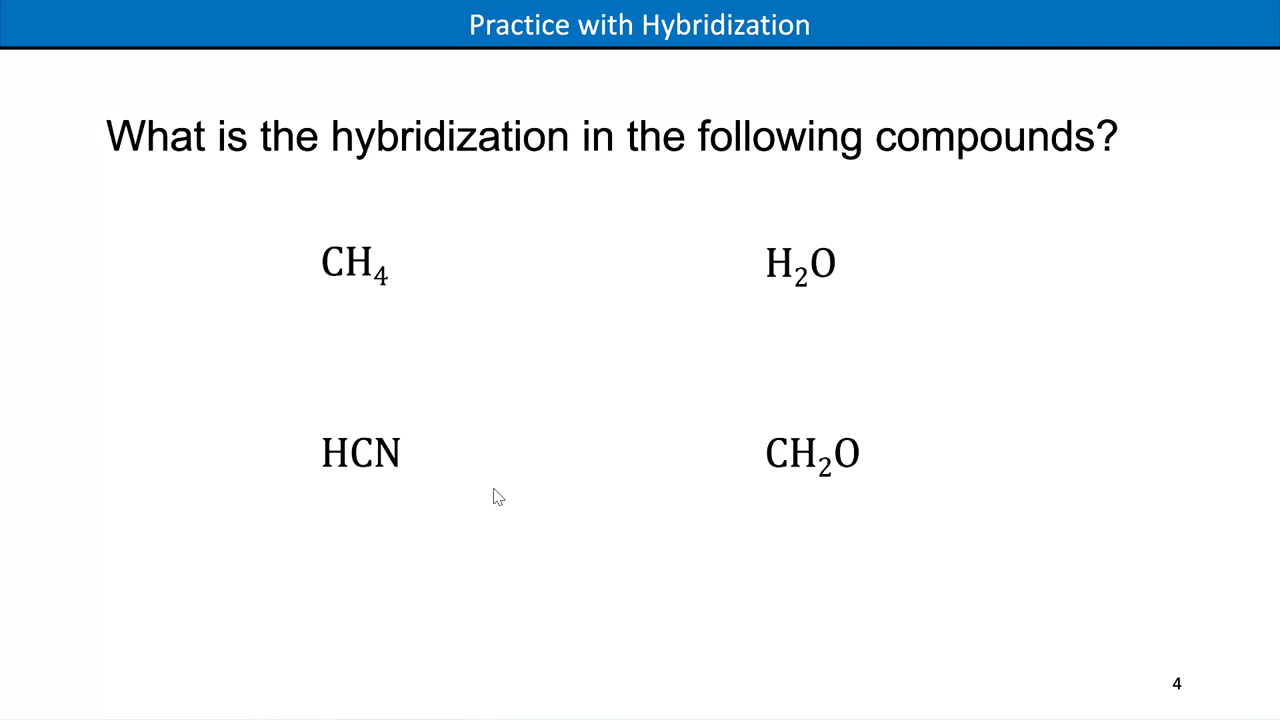 Practice with Hybridization
What is the hybridization in the following compounds?
CH₄ H₂O
HCN CH₂O
4